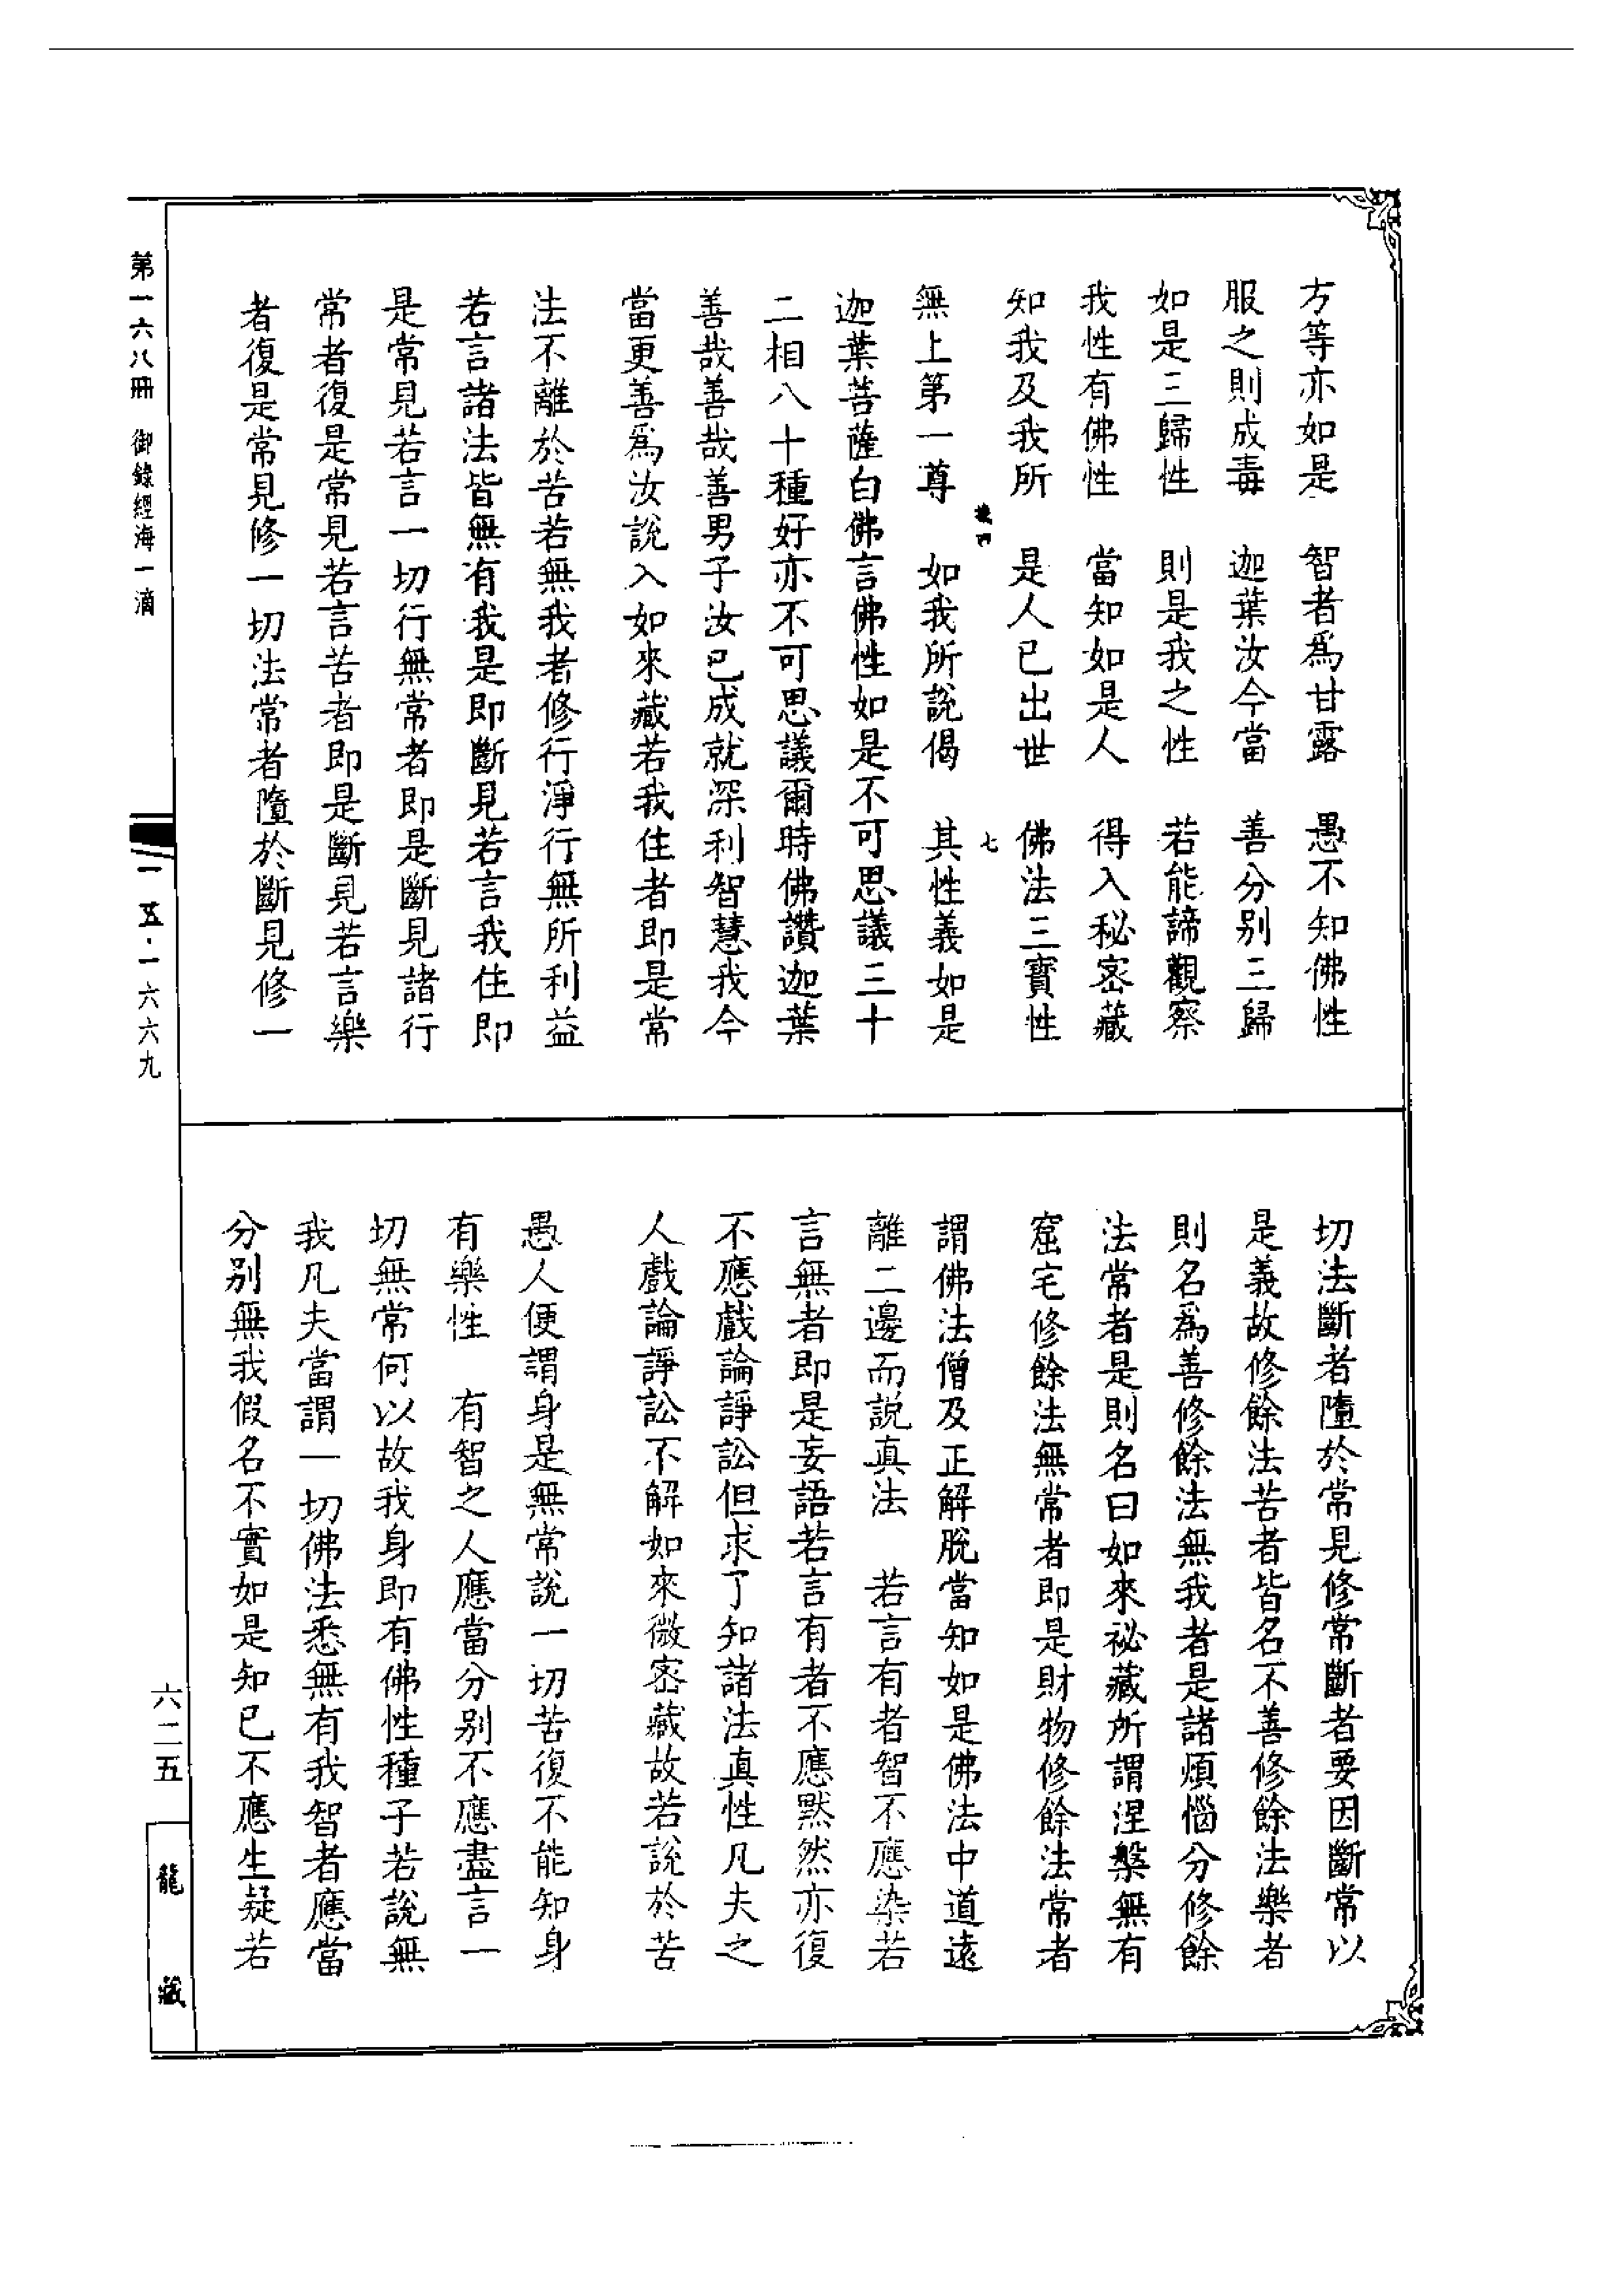 方等亦如是　智者爲甘露　愚不知佛性
服之則成毒　迦葉汝今當　善分別三歸
如是三歸性　則是我之性　若能諦觀察
我性有佛性　當知如是人　得入秘密藏
知我及我所　是人已出世　佛法三寶性
七
無上第一尊　如我所說偈　其性義如是
迦葉菩薩白佛言佛性如是不可思議三十
二相八十種好亦不可思議爾時佛讚迦葉
善哉善哉善男子汝已成就深利智慧我今
當更善爲汝說入如來藏若我住者即是常
法不離於苦若無我者修行淨行無所利益
若言諸法皆無有我是即斷見若言我住即
是常見若言一切行無常者即是斷見諸行
常者復是常見若言苦者即是斷見若言樂
者復是常見修一切法常者墮於斷見修一
切法斷者墮於常見修常斷者要因斷常以
是義故修餘法苦者皆名不善修餘法樂者
則名爲善修餘法無我者是諸煩惱分修餘
法常者是則名曰如來祕藏所謂涅槃無有
窟宅修餘法無常者即是財物修餘法常者
謂佛法僧及正解脫當知如是佛法中道遠
離二邊而說真法　若言有者智不應染若
言無者即是妄語若言有者不應默然亦復
不應戲論諍訟但求了知諸法真性凡夫之
人戲論諍訟不解如來微密藏故若說於苦
愚人便謂身是無常說一切苦復不能知身
有樂性　有智之人應當分別不應盡言一
切無常何以故我身即有佛性種子若說無
我凡夫當謂一切佛法悉無有我智者應當
分別無我假名不實如是知已不應生疑若
第一六八冊　御錄經海一滴
一五·一六六九
六二五
龍藏